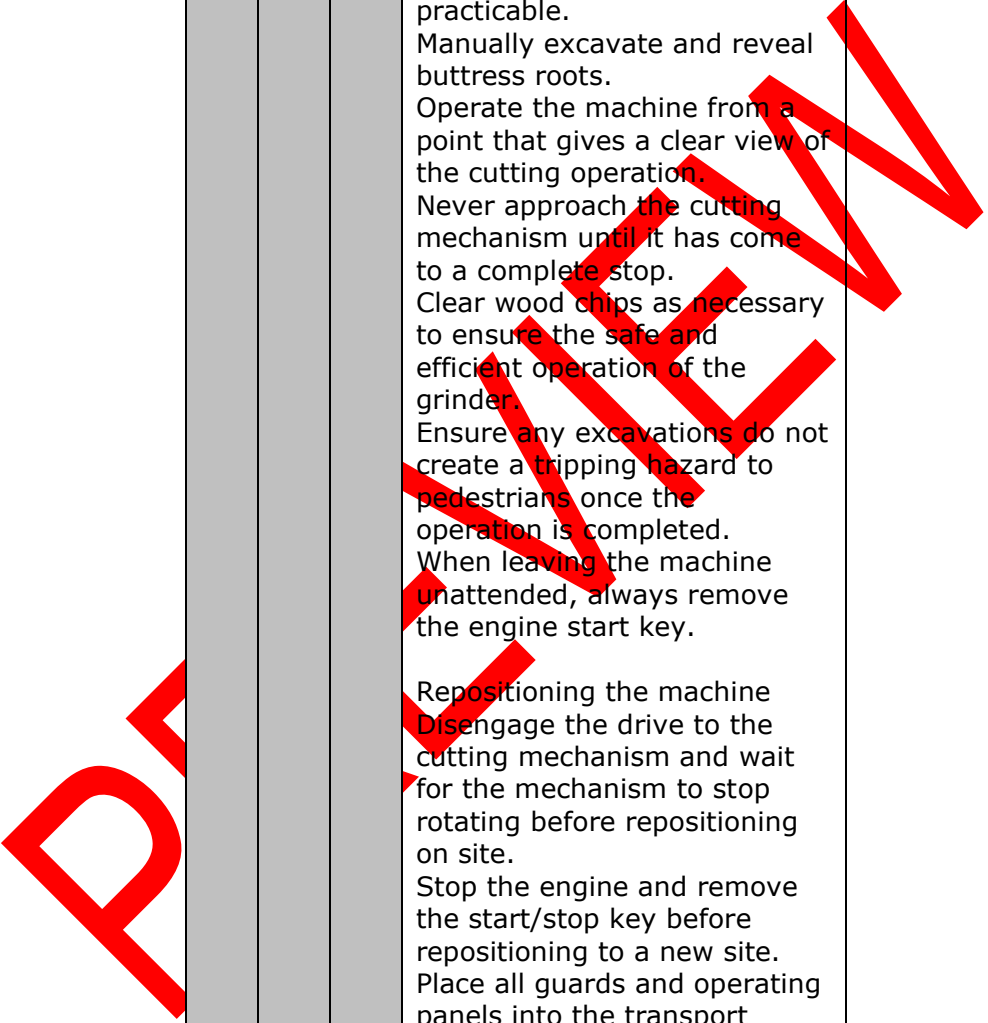 practicable.
Manually excavate and reveal
buttress roots.
Operate the machine from a
point that gives a clear view of
the cutting operation.
Never approach the cutting
mechanism until it has come
to a complete stop.
Clear wood chips as necessary
to ensure the safe and
efficient operation of the
grinder.
Ensure any excavations do not
create a tripping hazard to
pedestrians once the
operation is completed.
When leaving the machine
unattended, always remove
the engine start key.
Repositioning the machine
Disengage the drive to the
cutting mechanism and wait
for the mechanism to stop
rotating before repositioning
on site.
Stop the engine and remove
the start/stop key before
repositioning to a new site.
Place all guards and operating
panels into the transport
PREVIEW